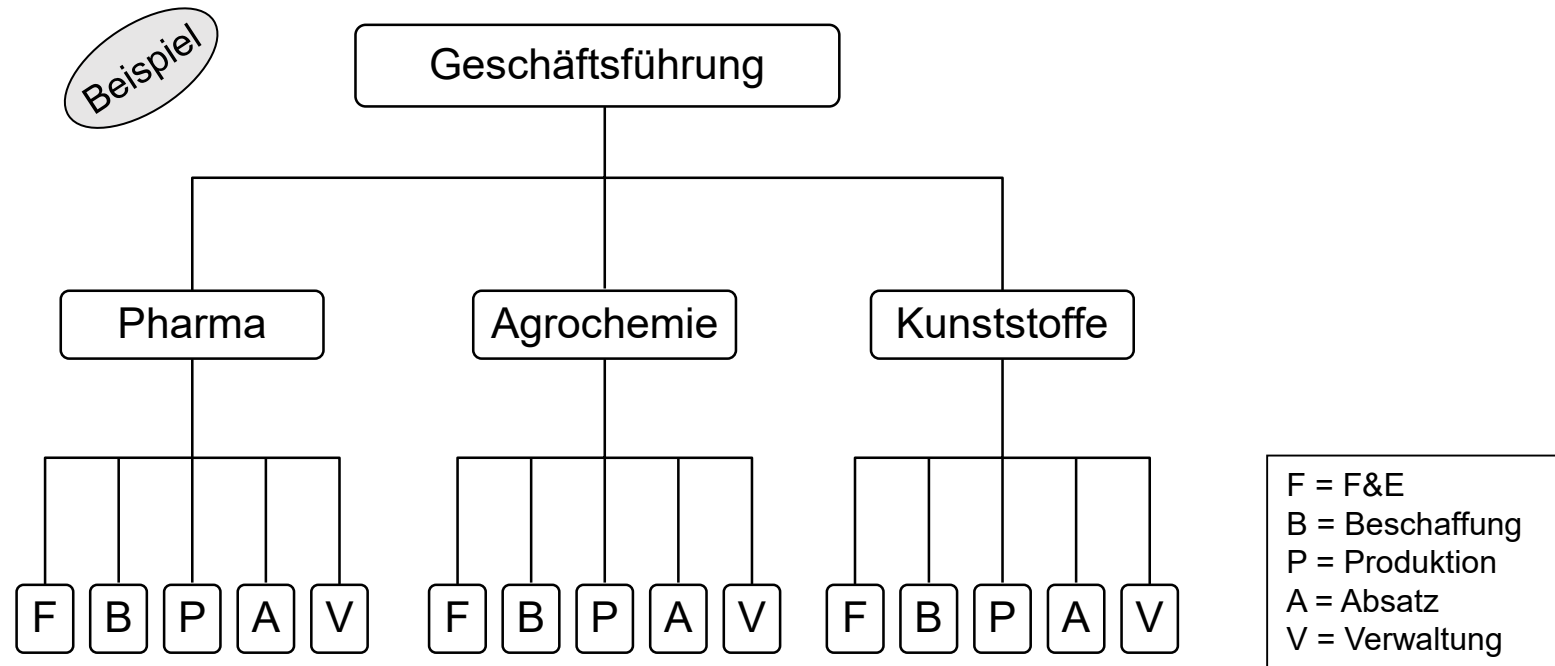 Beispiel
Geschäftsführung
Pharma
Agrochemie
Kunststoffe
F B P A V
F B P A V
F B P A V
F = F&E
B = Beschaffung
P = Produktion
A = Absatz
V = Verwaltung